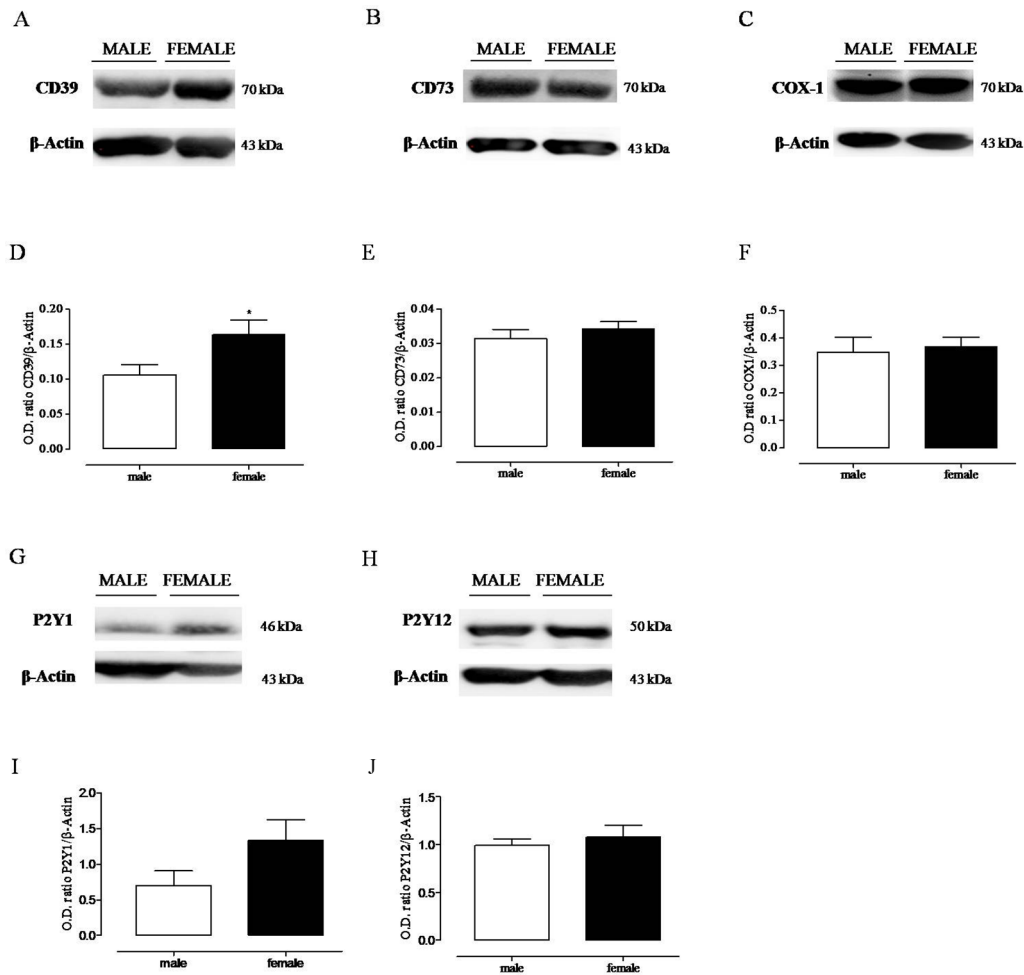 A
MALE FEMALE
CD39
70 kDa
β-Actin
43 kDa
B
MALE FEMALE
CD73
70 kDa
β-Actin
43 kDa
C
MALE FEMALE
COX-1
70 kDa
β-Actin
43 kDa
D
O.D. ratio CD39/β-Actin
0.20
0.15
0.10
0.05
0.00
*
male
female
E
O.D. ratio CD73/β-Actin
0.04
0.03
0.02
0.01
0.00
male
female
F
O.D ratio COX1/β-Actin
0.5
0.4
0.3
0.2
0.1
0.0
male
female
G
MALE FEMALE
P2Y1
46 kDa
β-Actin
43 kDa
H
MALE FEMALE
P2Y12
50 kDa
β-Actin
43 kDa
I
O.D. ratio P2Y1/β-Actin
2.0
1.5
1.0
0.5
0.0
male
female
J
O.D. ratio P2Y12/β-Actin
1.5
1.0
0.5
0.0
male
female